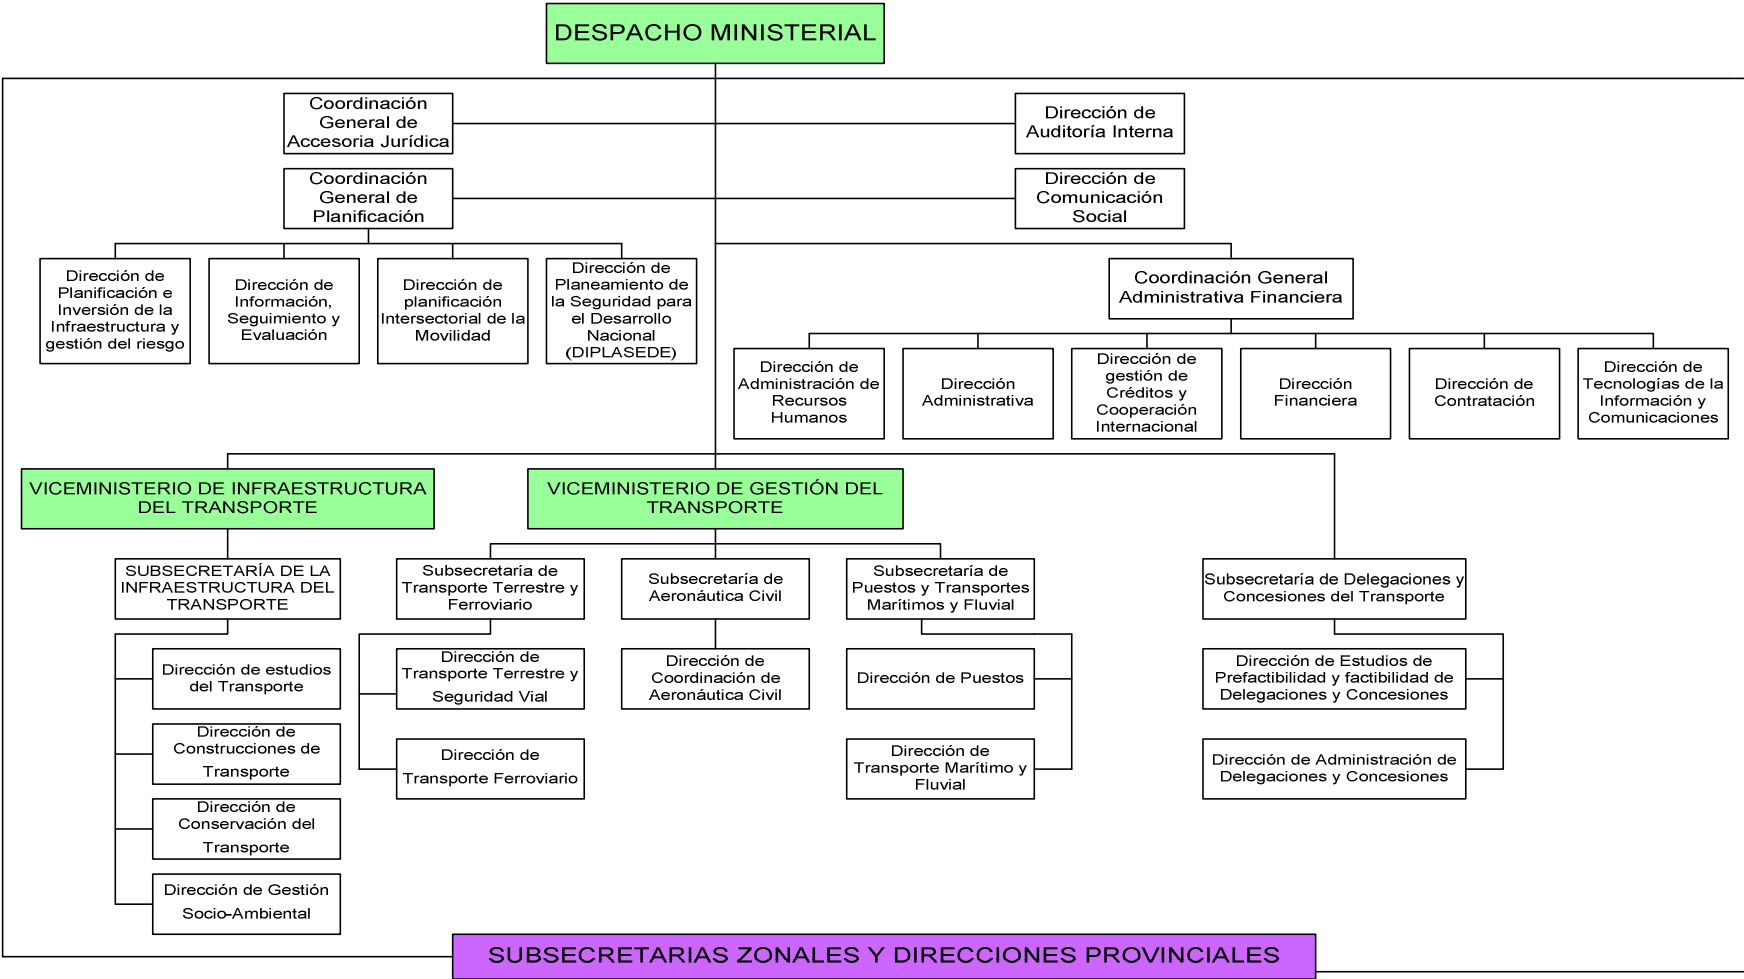 DESPACHO MINISTERIAL
Coordinación
General de
Accesoria Jurídica
Dirección de
Auditoría Interna
Coordinación
General de
Planificación
Dirección de
Comunicación
Social
Dirección de
Planificación e
Inversión de la
Infraestructura y
gestión del riesgo
Dirección de
Información,
Seguimiento y
Evaluación
Dirección de
planificación
Intersectorial de la
Movilidad
Dirección de
Planeamiento de
la Seguridad para
el Desarrollo
Nacional
(DIPLASEDE)
Coordinación General
Administrativa Financiera
Dirección de
Administración de
Recursos
Humanos
Dirección
Administrativa
Dirección de
gestión de
Créditos y
Cooperación
Internacional
Dirección
Financiera
Dirección de
Contratación
Dirección de
Tecnologías de la
Información y
Comunicaciones
VICEMINISTERIO DE INFRAESTRUCTURA
DEL TRANSPORTE
VICEMINISTERIO DE GESTIÓN DEL
TRANSPORTE
SUBSECRETARÍA DE LA
INFRAESTRUCTURA DEL
TRANSPORTE
Subsecretaría de
Transporte Terrestre y
Ferroviario
Subsecretaría de
Aeronáutica Civil
Subsecretaría de
Puestos y Transportes
Marítimos y Fluvial
Subsecretaría de Delegaciones y
Concesiones del Transporte
Dirección de estudios
del Transporte
Dirección de
Construcciones de
Transporte
Dirección de
Conservación del
Transporte
Dirección de Gestión
Socio-Ambiental
Dirección de
Transporte Terrestre y
Seguridad Vial
Dirección de
Transporte Ferroviario
Dirección de
Coordinación de
Aeronáutica Civil
Dirección de Puestos
Dirección de
Transporte Marítimo y
Fluvial
Dirección de Estudios de
Prefactibilidad y factibilidad de
Delegaciones y Concesiones
Dirección de Administración de
Delegaciones y Concesiones
SUBSECRETARIAS ZONALES Y DIRECCIONES PROVINCIALES